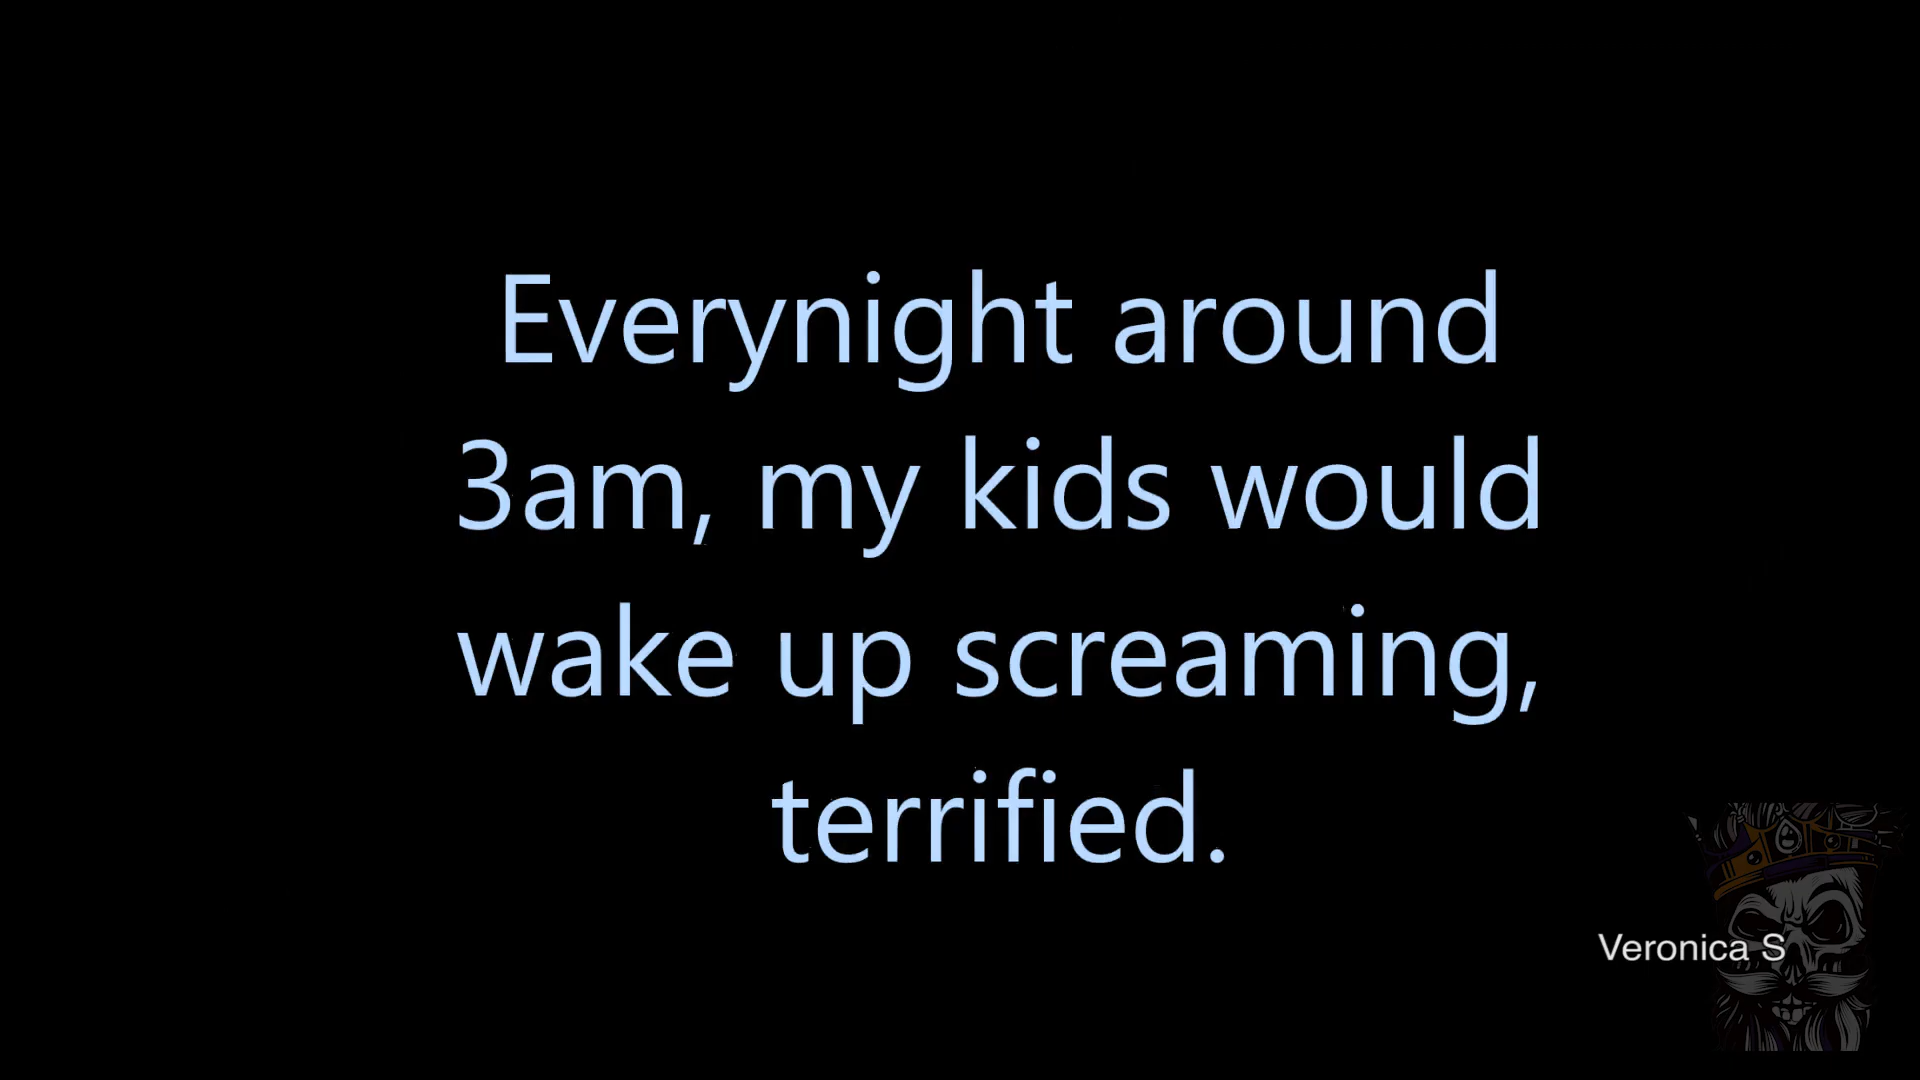 Everynight around
3am, my kids would
wake up screaming,
terrified.
Veronica S